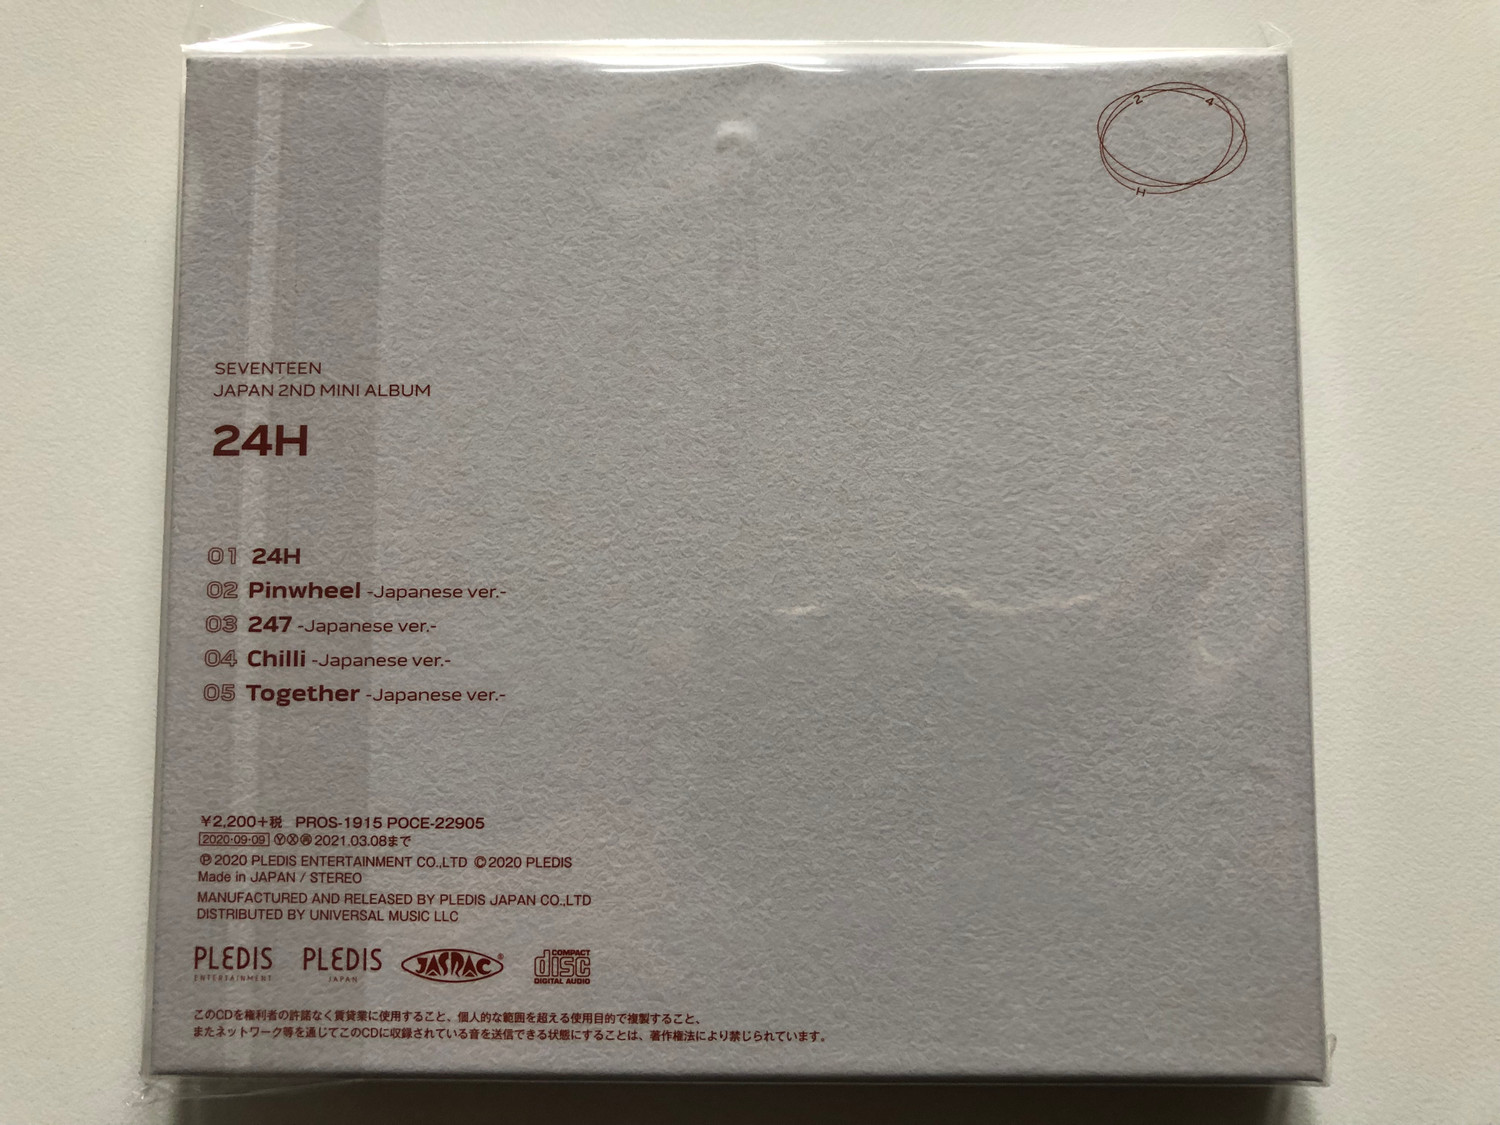 2 4
H
SEVENTEEN
JAPAN 2ND MINI ALBUM
24H
01 24H
02 Pinwheel -Japanese ver.-
03 247 -Japanese ver.-
04 Chilli -Japanese ver.-
05 Together -Japanese ver.-
¥2,200+税 PROS-1915 POCE-22905
2020·09·09 ⓎⓍ㊞ 2021.03.08まで
Ⓟ2020 PLEDIS ENTERTAINMENT CO.,LTD ©2020 PLEDIS
Made in JAPAN / STEREO
MANUFACTURED AND RELEASED BY PLEDIS JAPAN CO.,LTD
DISTRIBUTED BY UNIVERSAL MUSIC LLC
PLEDIS PLEDIS JASRAC® COMPACT
ENTERTAINMENT JAPAN disc
DIGITAL AUDIO
このCDを権利者の許諾なく賃貸業に使用すること、個人的な範囲を超える使用目的で複製すること、
またネットワーク等を通じてこのCDに収録されている音を送信できる状態にすることは、著作権法により禁じられています。